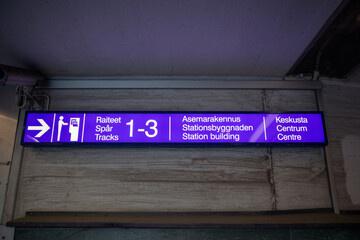 Raiteet
Spår
Tracks
1-3
Asemarakennus
Stationsbyggnaden
Station building
Keskusta
Centrum
Centre